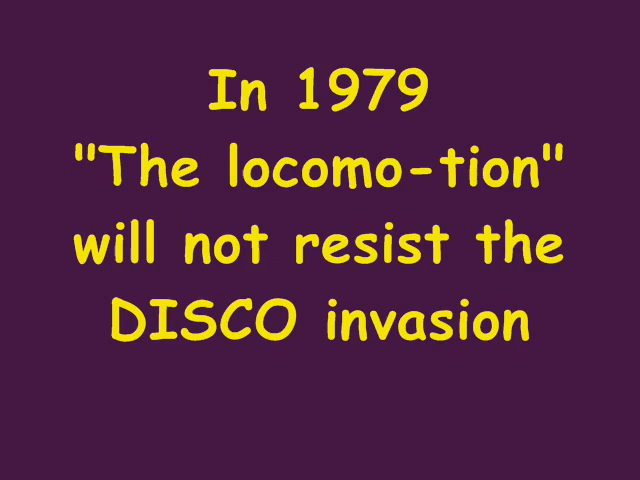 In 1979
"The locomo-tion"
will not resist the
DISCO invasion